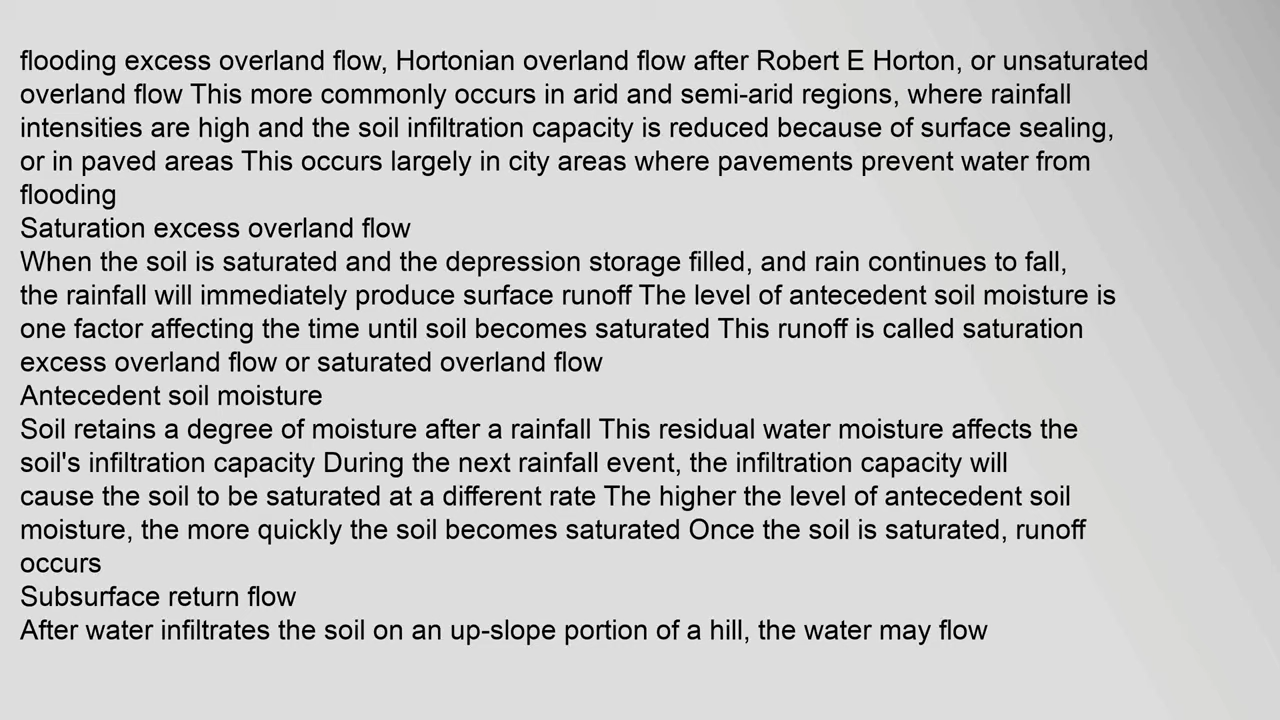 flooding excess overland flow, Hortonian overland flow after Robert E Horton, or unsaturated
overland flow This more commonly occurs in arid and semi-arid regions, where rainfall
intensities are high and the soil infiltration capacity is reduced because of surface sealing,
or in paved areas This occurs largely in city areas where pavements prevent water from
flooding
Saturation excess overland flow
When the soil is saturated and the depression storage filled, and rain continues to fall,
the rainfall will immediately produce surface runoff The level of antecedent soil moisture is
one factor affecting the time until soil becomes saturated This runoff is called saturation
excess overland flow or saturated overland flow
Antecedent soil moisture
Soil retains a degree of moisture after a rainfall This residual water moisture affects the
soil's infiltration capacity During the next rainfall event, the infiltration capacity will
cause the soil to be saturated at a different rate The higher the level of antecedent soil
moisture, the more quickly the soil becomes saturated Once the soil is saturated, runoff
occurs
Subsurface return flow
After water infiltrates the soil on an up-slope portion of a hill, the water may flow